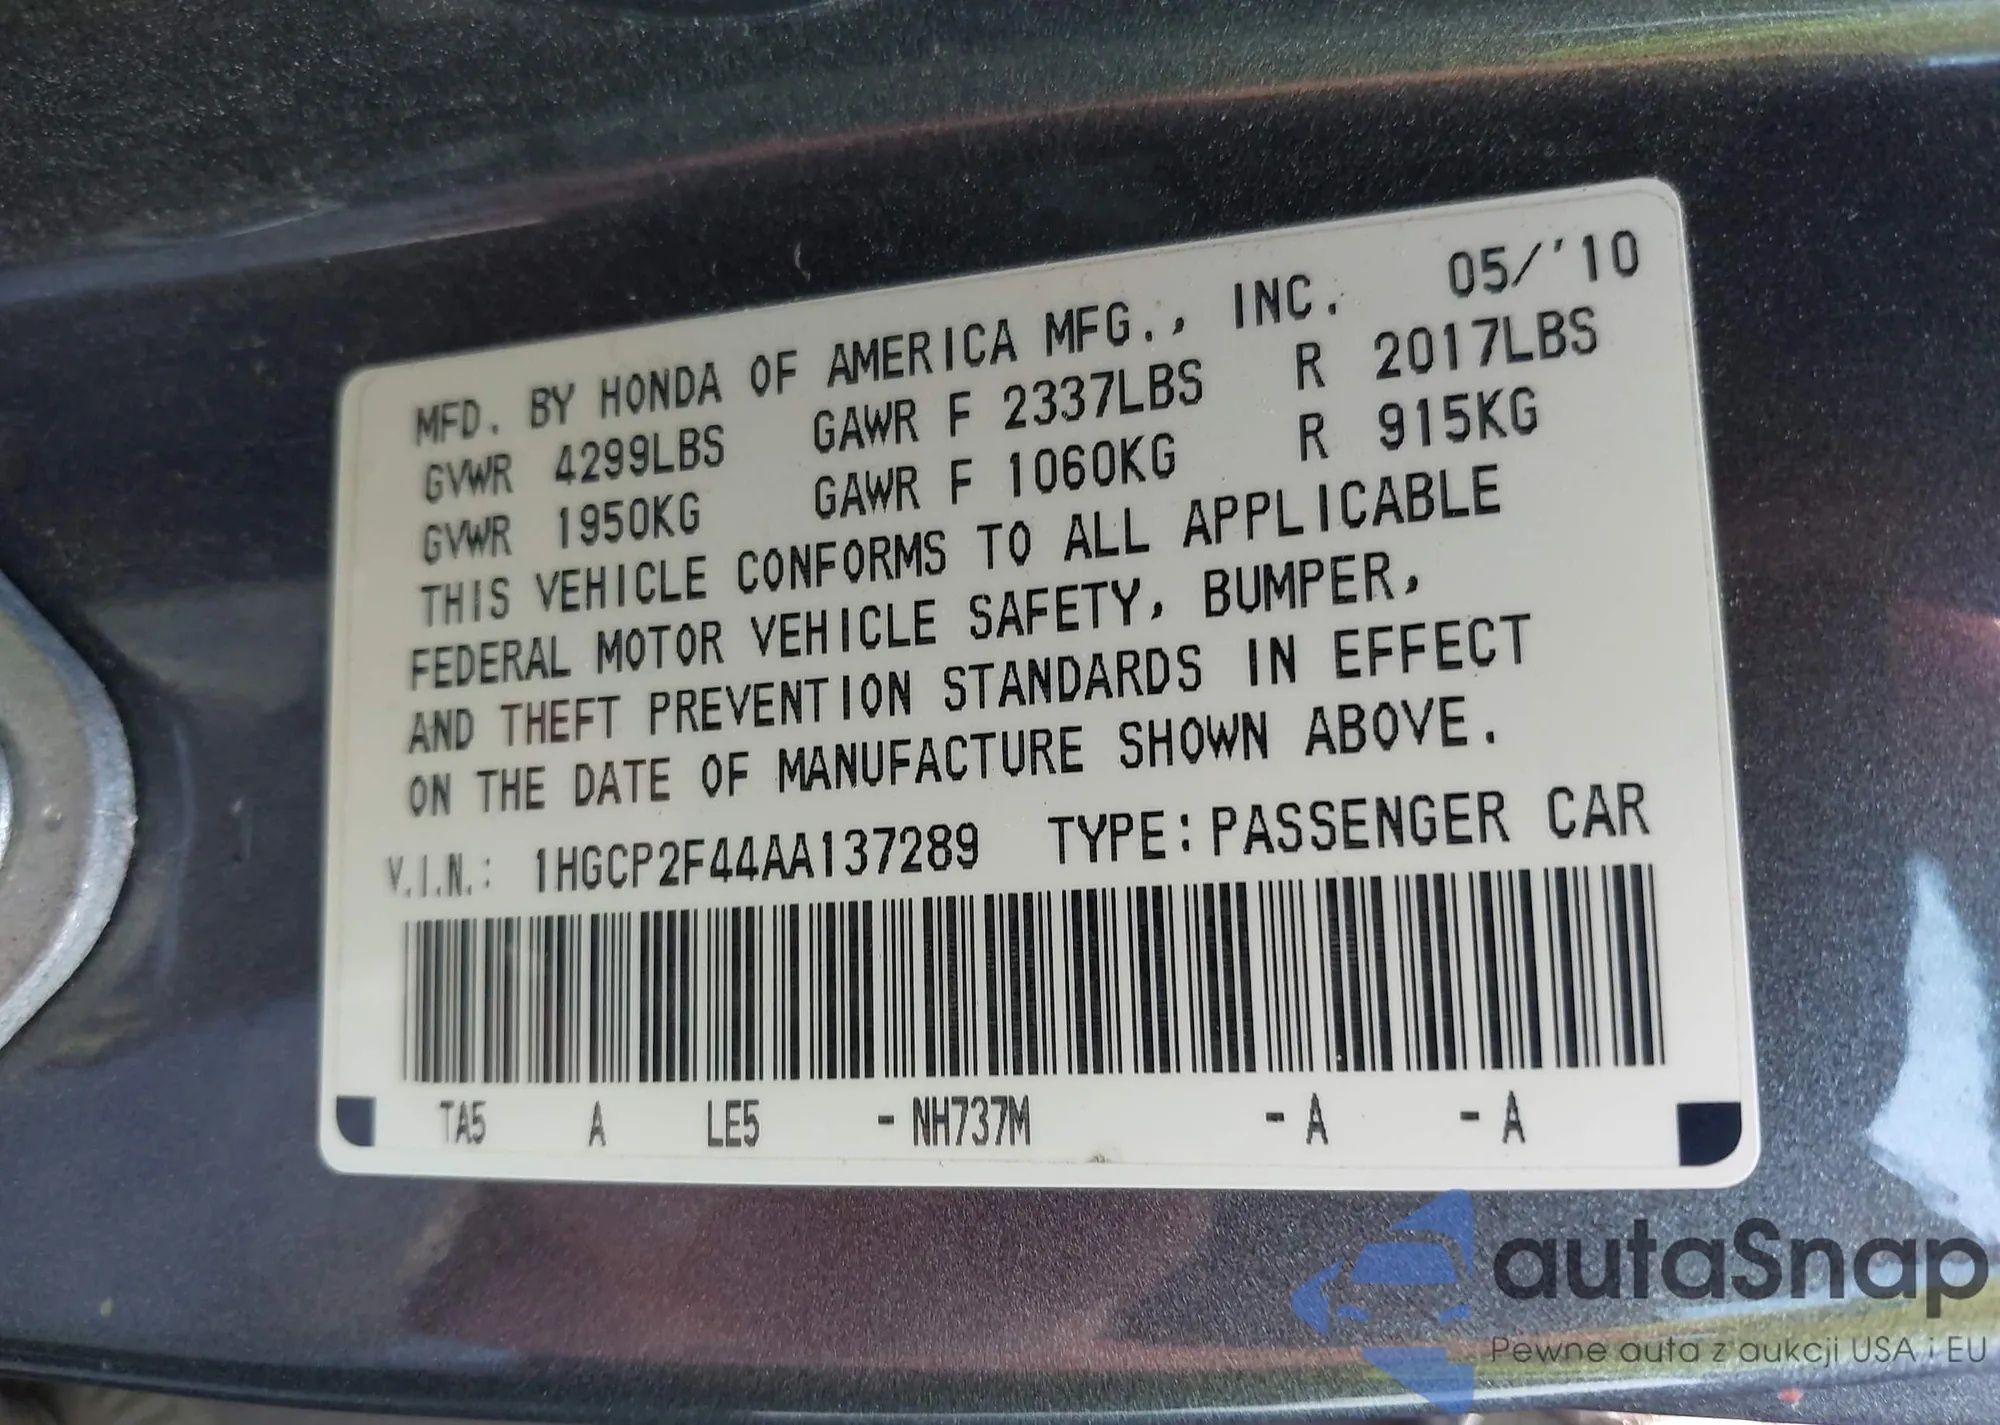 MFD. BY HONDA OF AMERICA MFG., INC. 05/'10
GVWR 4299LBS GAWR F 2337LBS R 2017LBS
GVWR 1950KG GAWR F 1060KG R 915KG
THIS VEHICLE CONFORMS TO ALL APPLICABLE
FEDERAL MOTOR VEHICLE SAFETY, BUMPER,
AND THEFT PREVENTION STANDARDS IN EFFECT
ON THE DATE OF MANUFACTURE SHOWN ABOVE.
V.I.N.: 1HGCP2F44AA137289 TYPE: PASSENGER CAR
TA5 A LE5 - NH737M - A - A
autaSnap
Pewne auta z aukcji USA i EU